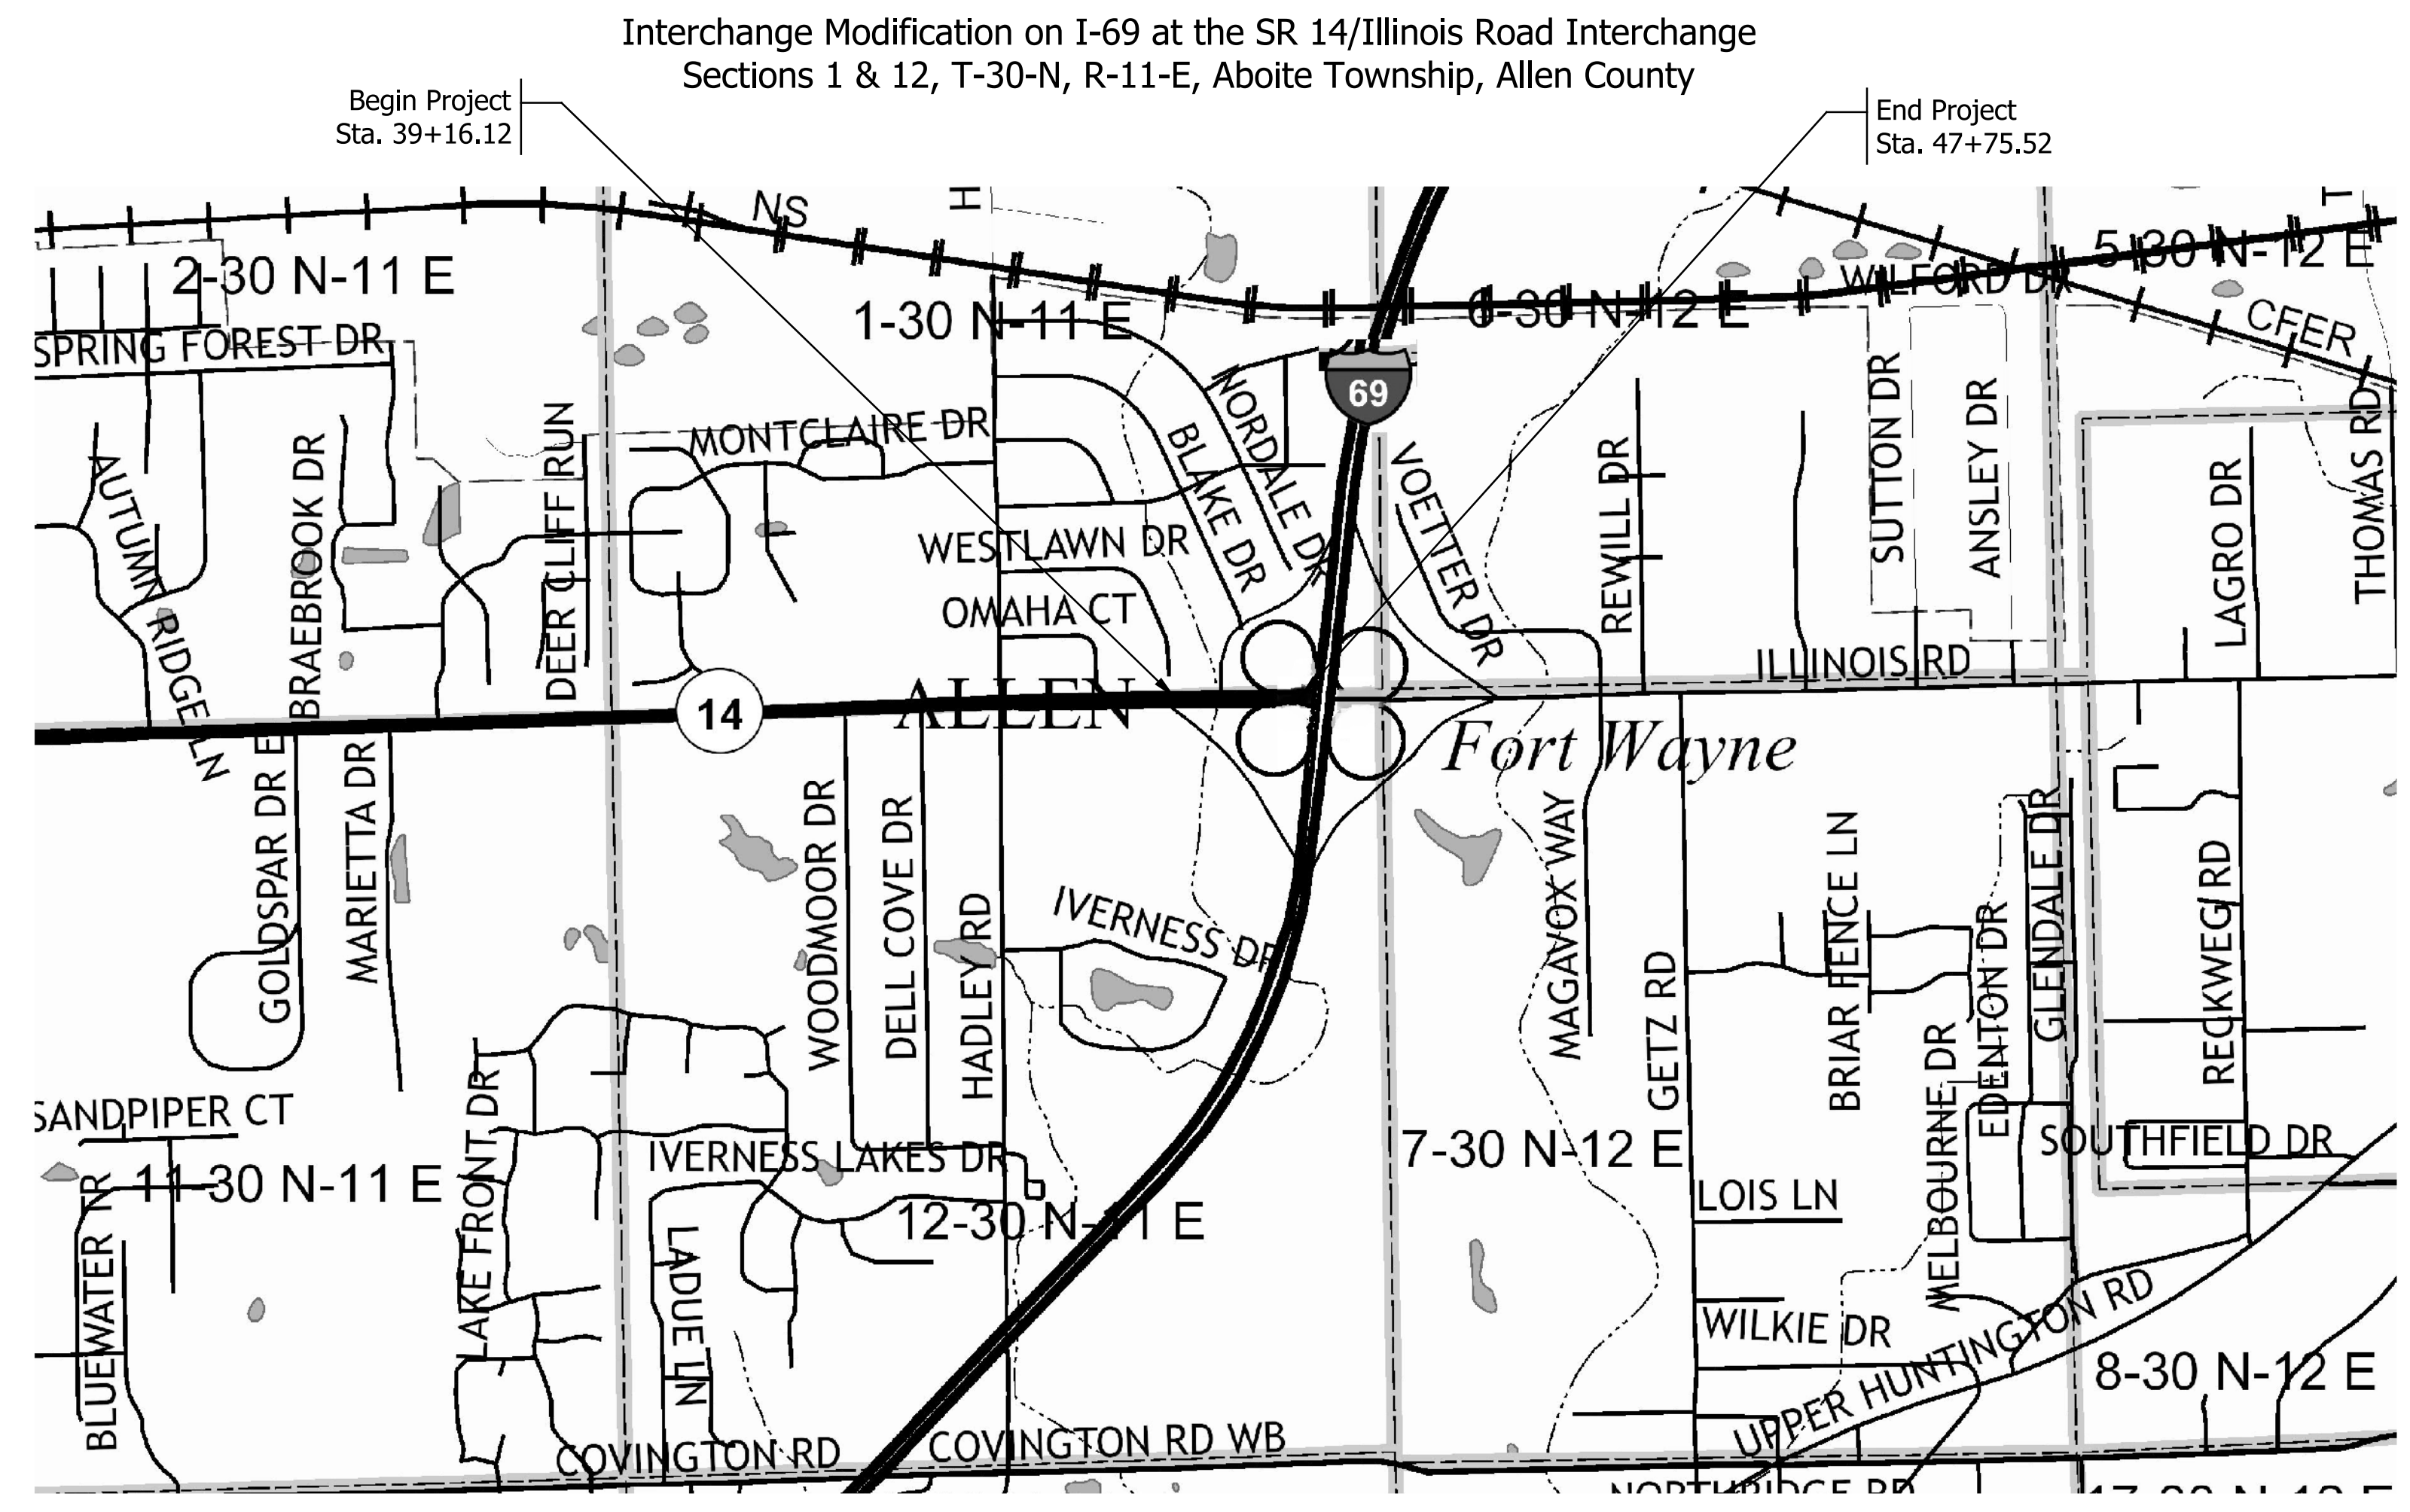 Interchange Modification on I-69 at the SR 14/Illinois Road Interchange
Sections 1 & 12, T-30-N, R-11-E, Aboite Township, Allen County
Begin Project
Sta. 39+16.12
End Project
Sta. 47+75.52
NS
H
T
2-30 N-11 E
1-30 N-11 E
6-30 N-12 E
WILFORD DR
5-30 N-12 E
CFER
SPRING FOREST DR
69
MONTCLAIRE DR
NORDALE DR
BLAKE DR
VOETTER DR
AUTUMN RIDGE LN
BRAEBROOK DR
DEER CLIFF RUN
WESTLAWN DR
OMAHA CT
REWILL DR
SUTTON DR
ANSLEY DR
LAGRO DR
THOMAS RD
ILLINOIS RD
14
ALLEN
Fort Wayne
GOLDSPAR DR E
MARIETTA DR
WOODMOOR DR
DELL COVE DR
HADLEY RD
IVERNESS DR
MAGAVOX WAY
GETZ RD
BRIAR FENCE LN
EDENTON DR
GLENDALE DR
RECKWEG RD
SANDPIPER CT
11-30 N-11 E
LAKE FRONT DR
IVERNESS LAKES DR
12-30 N-11 E
7-30 N-12 E
LOIS LN
MELBOURNE DR
SOUTHFIELD DR
BLUEWATER TR
LADUE LN
WILKIE DR
UPPER HUNTINGTON RD
8-30 N-12 E
COVINGTON RD
COVINGTON RD WB
NORTHRIDGE RD